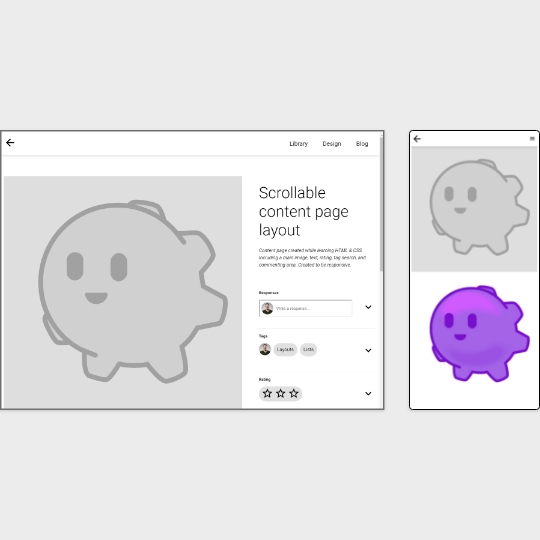 Library Design Blog
Scrollable
content page
layout
Content page created while learning HTML & CSS
including a main image, text, rating, tag search, and
commenting area. Created to be responsive.
Responses
Write a response...
Tags
Layouts Lists
Rating